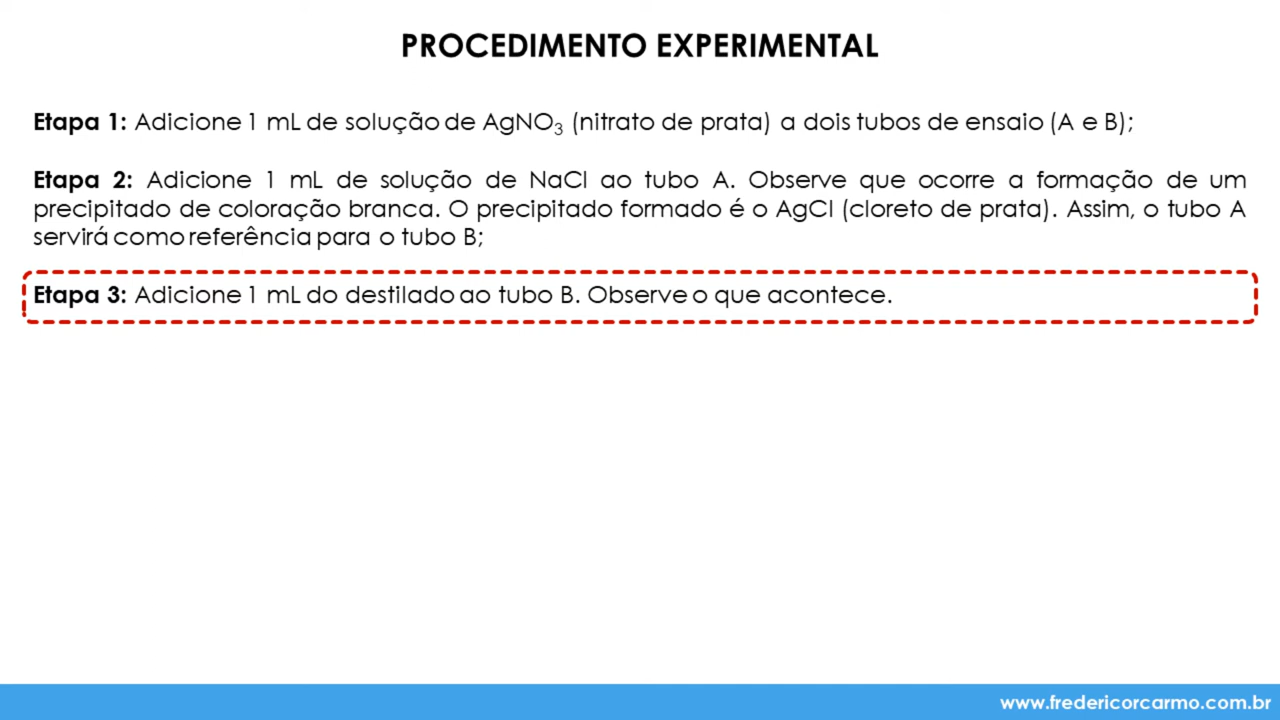 PROCEDIMENTO EXPERIMENTAL
Etapa 1: Adicione 1 mL de solução de AgNO₃ (nitrato de prata) a dois tubos de ensaio (A e B);
Etapa 2: Adicione 1 mL de solução de NaCl ao tubo A. Observe que ocorre a formação de um
precipitado de coloração branca. O precipitado formado é o AgCl (cloreto de prata). Assim, o tubo A
servirá como referência para o tubo B;
Etapa 3: Adicione 1 mL do destilado ao tubo B. Observe o que acontece.
www.fredericorcarmo.com.br